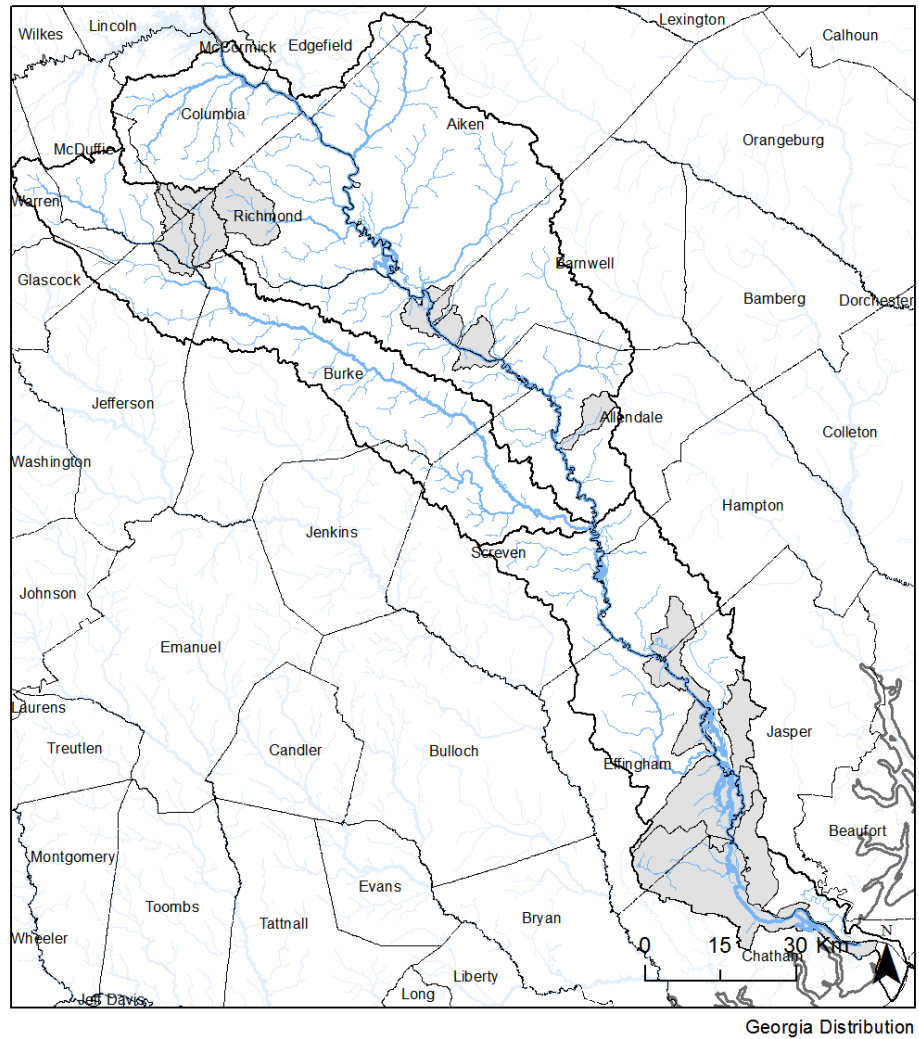 Lexington
Lincoln
Wilkes
Calhoun
McCormick
Edgefield
Columbia
Aiken
Orangeburg
McDuffie
Warren
Richmond
Barnwell
Glascock
Bamberg
Dorchester
Burke
Jefferson
Allendale
Colleton
Washington
Hampton
Jenkins
Screven
Johnson
Emanuel
Laurens
Jasper
Treutlen
Candler
Bulloch
Effingham
Beaufort
Montgomery
Evans
Toombs
Bryan
Tattnall
N
Wheeler
0 15 30 Km
Chatham
Liberty
Long
Jeff Davis
Georgia Distribution